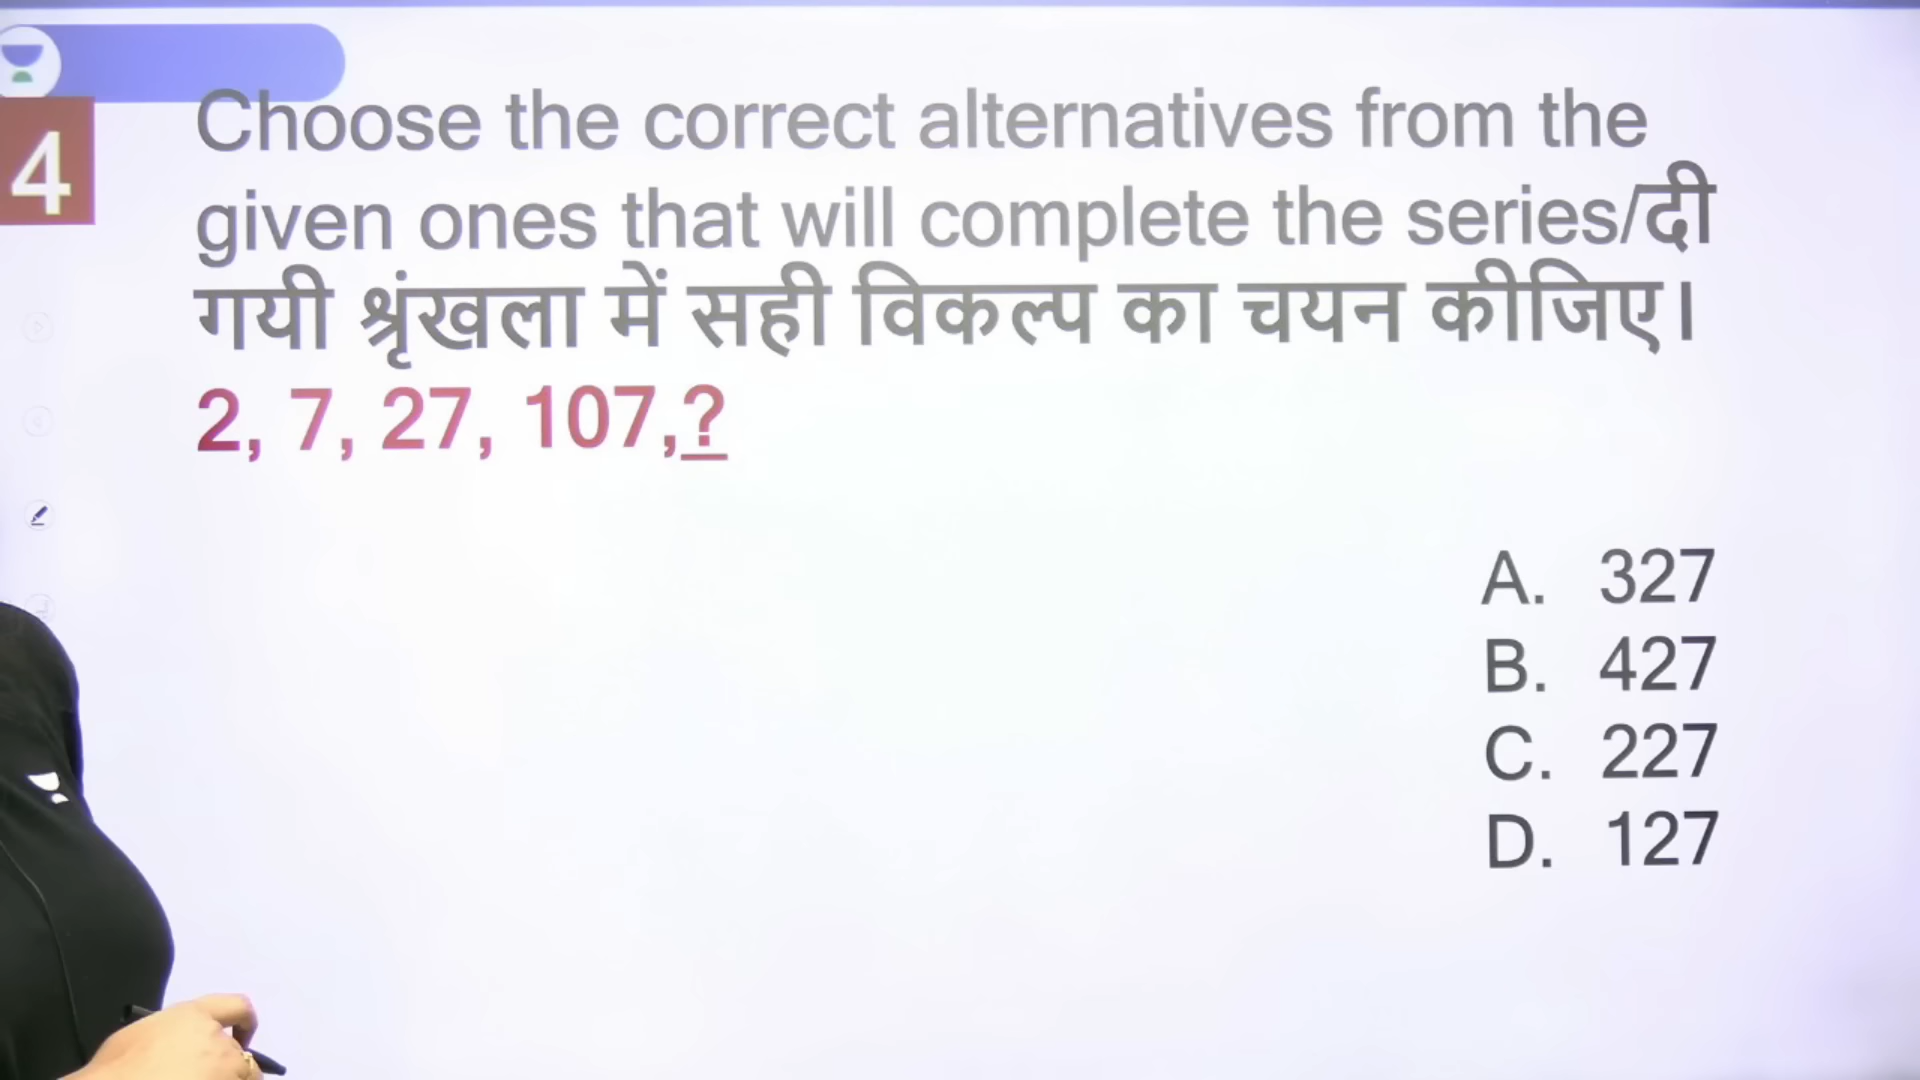 4
Choose the correct alternatives from the
given ones that will complete the series/दी
गयी श्रृंखला में सही विकल्प का चयन कीजिए।
2, 7, 27, 107,?
A. 327
B. 427
C. 227
D. 127